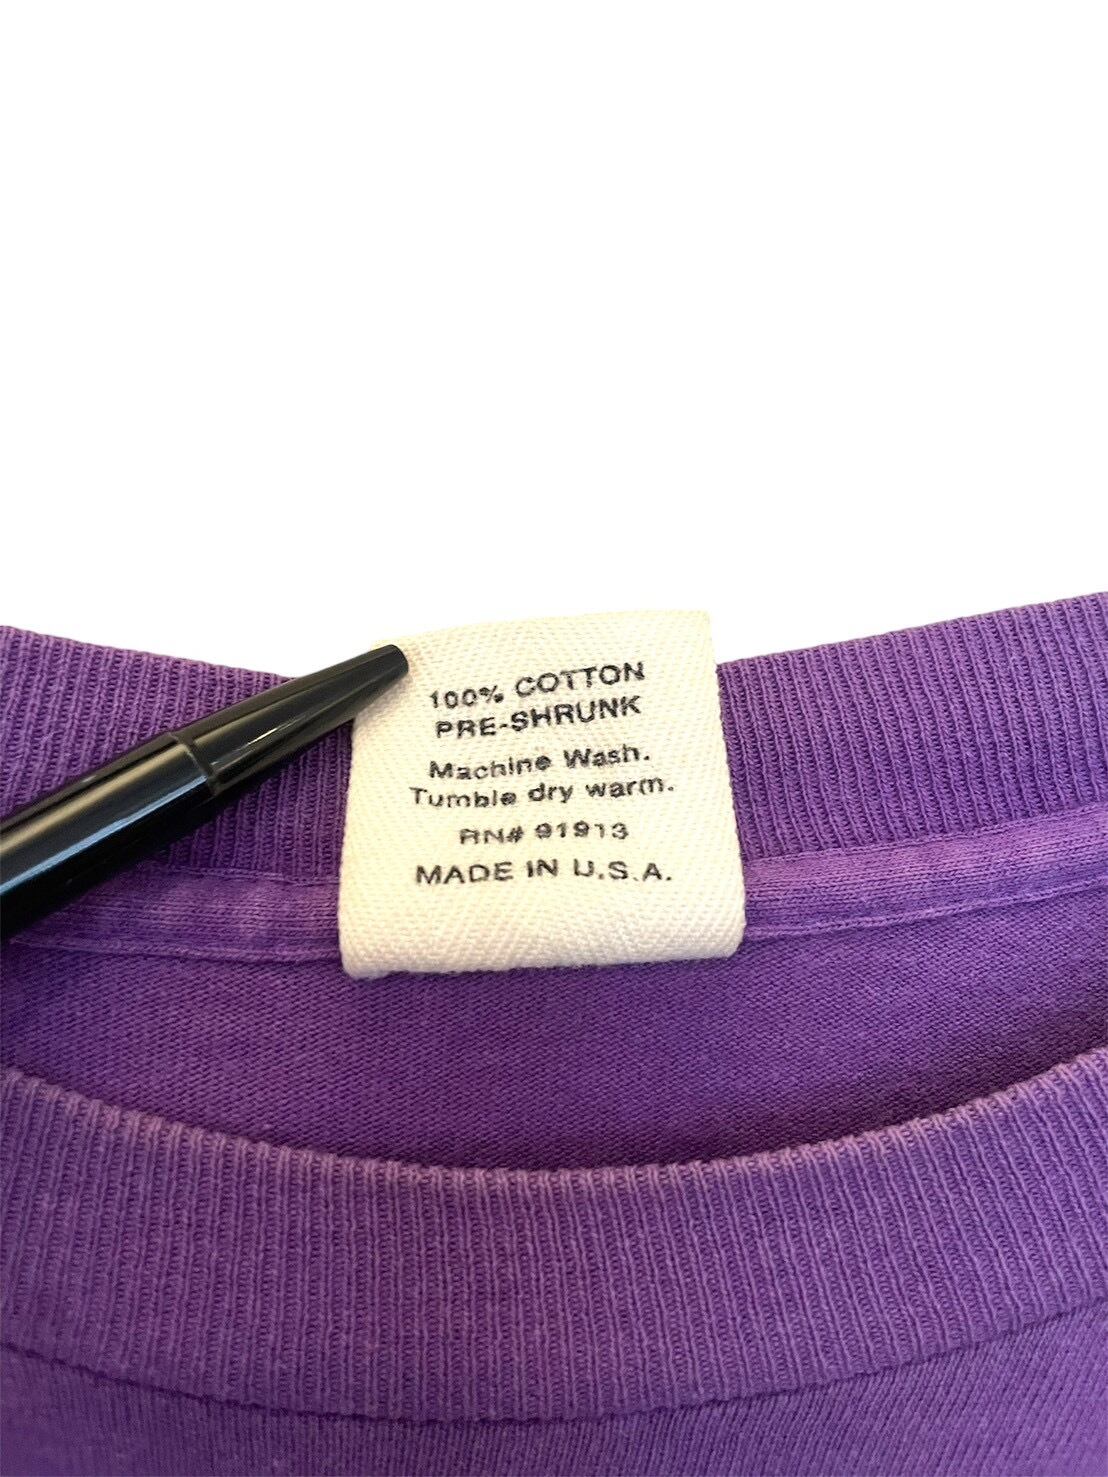 100% COTTON
PRE-SHRUNK
Machine Wash.
Tumble dry warm.
RN# 91913
MADE IN U.S.A.